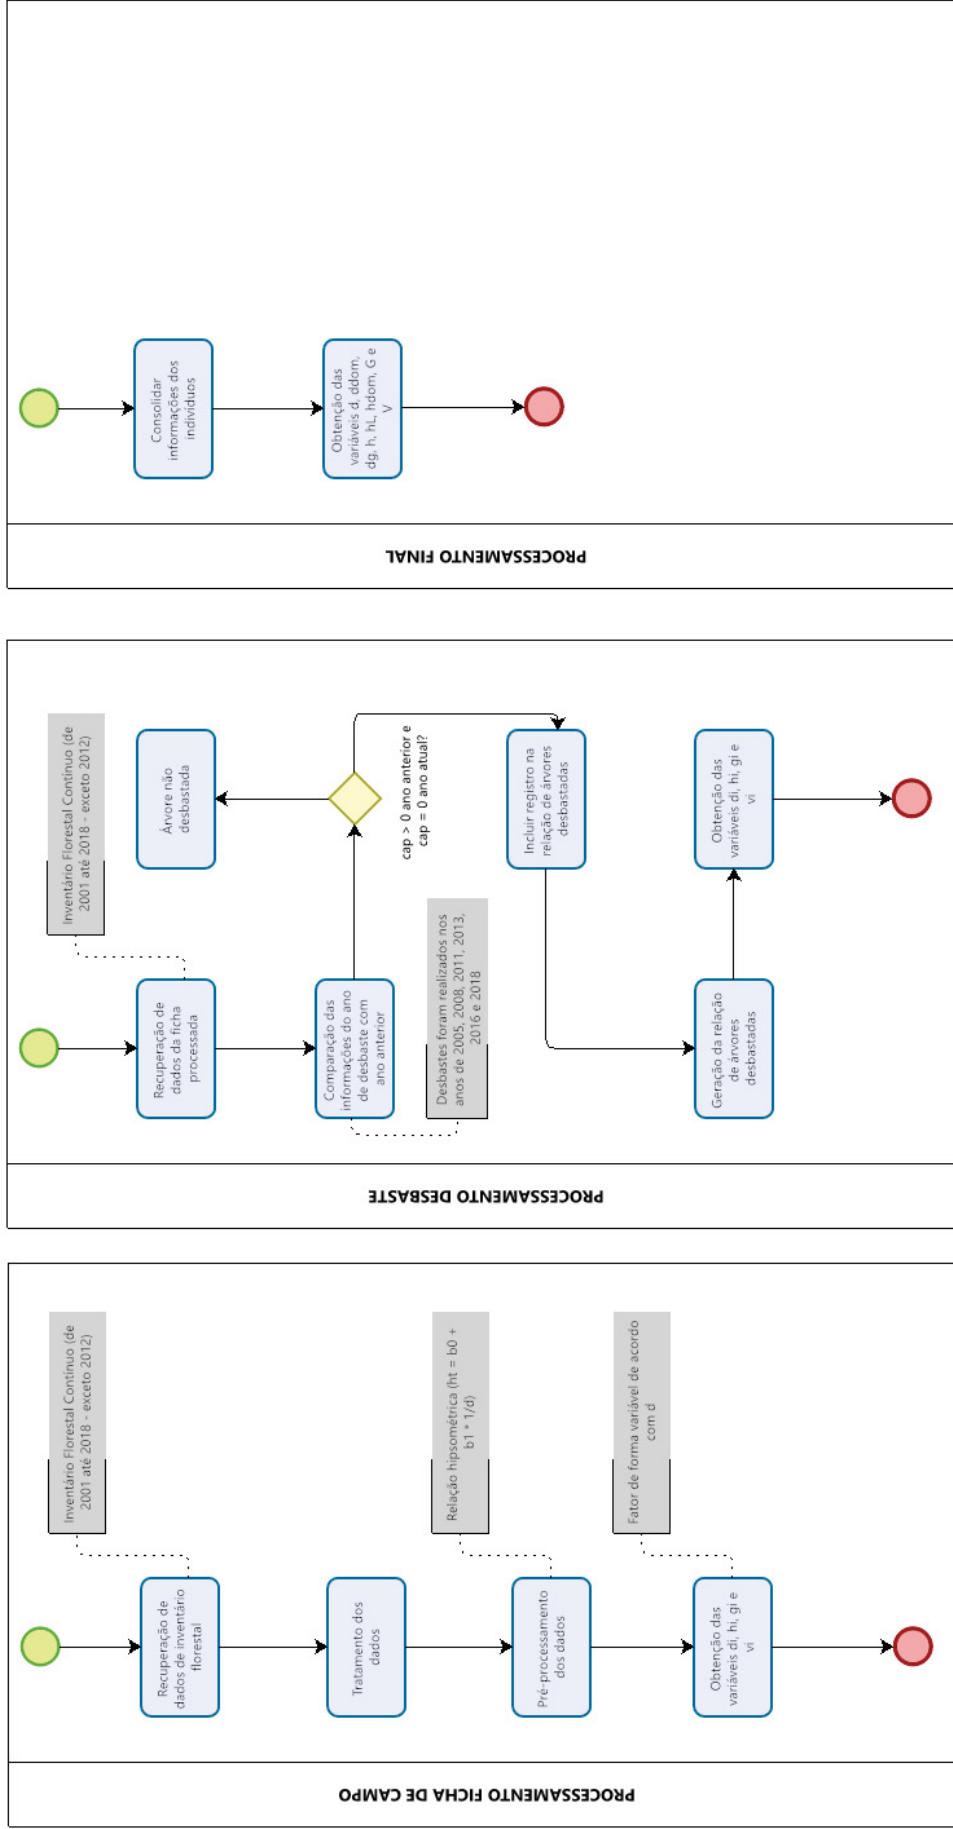 PROCESSAMENTO FICHA DE CAMPO
Recuperação de
dados de inventário
florestal
Inventário Florestal Contínuo (de
2001 até 2018 - exceto 2012)
Tratamento dos
dados
Pré-processamento
dos dados
Relação hipsométrica (ht = b0 +
b1 * 1/d)
Obtenção das
variáveis di, hi, gi e
vi
Fator de forma variável de acordo
com d
PROCESSAMENTO DESBASTE
Recuperação de
dados da ficha
processada
Inventário Florestal Contínuo (de
2001 até 2018 - exceto 2012)
Comparação das
informações do ano
de desbaste com
ano anterior
Desbastes foram realizados nos
anos de 2005, 2008, 2011, 2013,
2016 e 2018
Árvore não
desbastada
cap > 0 ano anterior e
cap = 0 ano atual?
Incluir registro na
relação de árvores
desbastadas
Geração da relação
de árvores
desbastadas
Obtenção das
variáveis di, hi, gi e
vi
PROCESSAMENTO FINAL
Consolidar
informações dos
indivíduos
Obtenção das
variáveis d, ddom,
dg, h, hL, hdom, G e
V